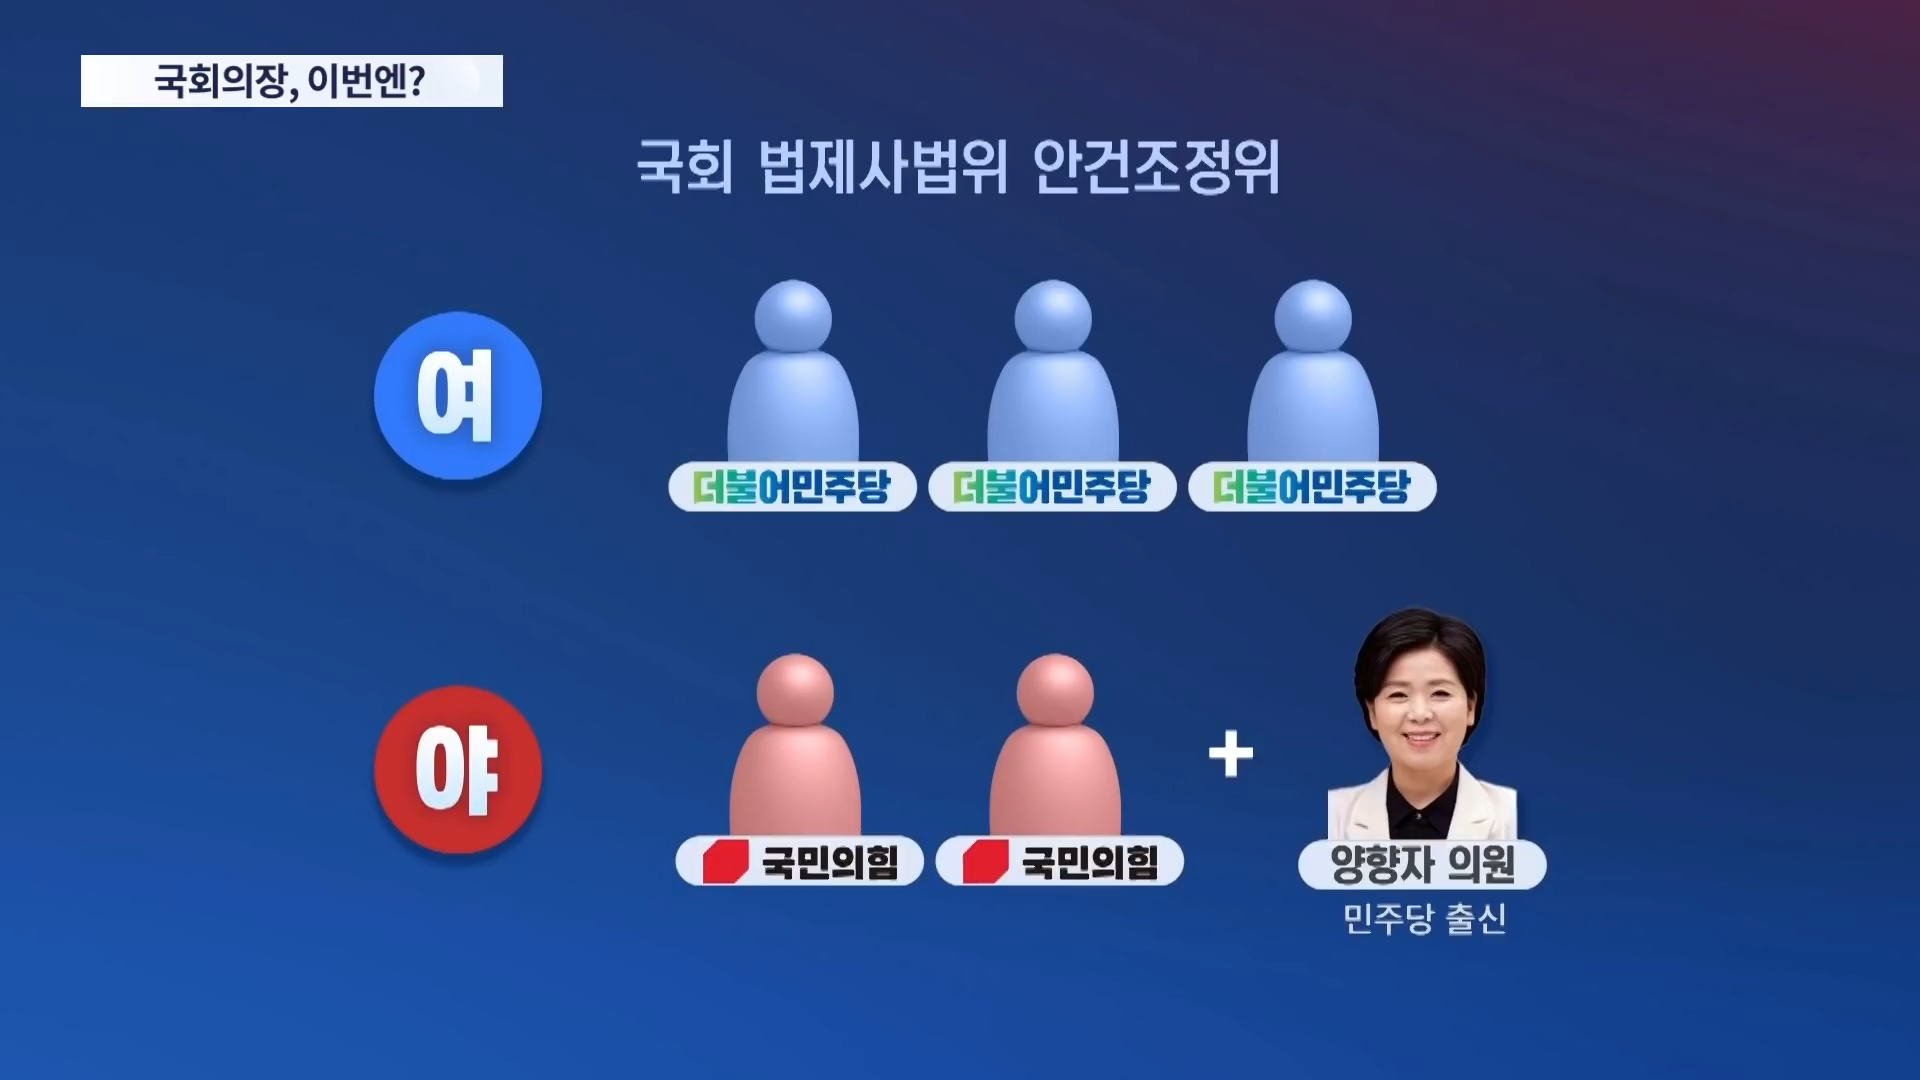 국회의장, 이번엔?
국회 법제사법위 안건조정위
여
더불어민주당 더불어민주당 더불어민주당
야
국민의힘 국민의힘 + 양향자 의원
민주당 출신